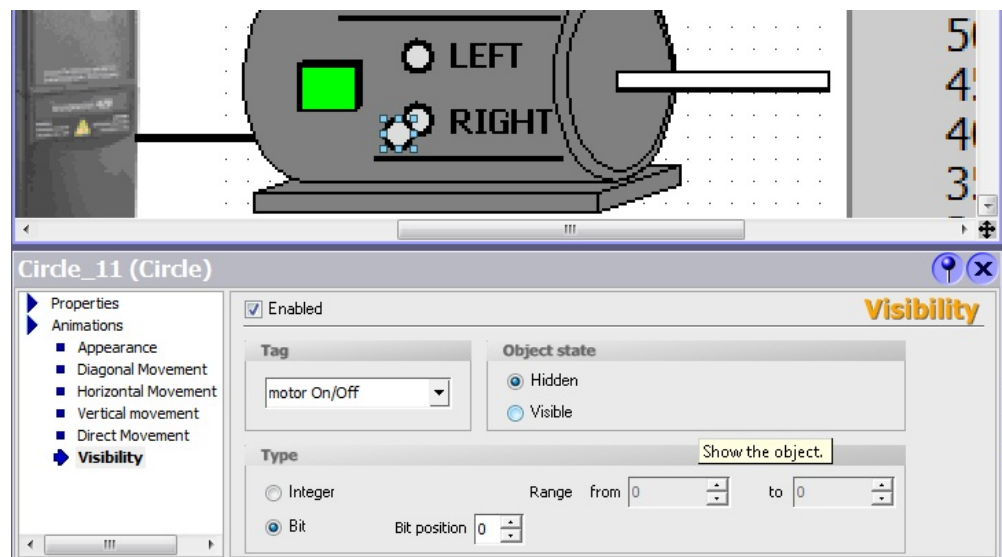 LEFT
RIGHT
Circle_11 (Circle)
Properties
Animations
Appearance
Diagonal Movement
Horizontal Movement
Vertical movement
Direct Movement
Visibility
Enabled
Visibility
Tag
motor On/Off
Object state
Hidden
Visible
Show the object.
Type
Integer
Range from 0 to 0
Bit
Bit position 0